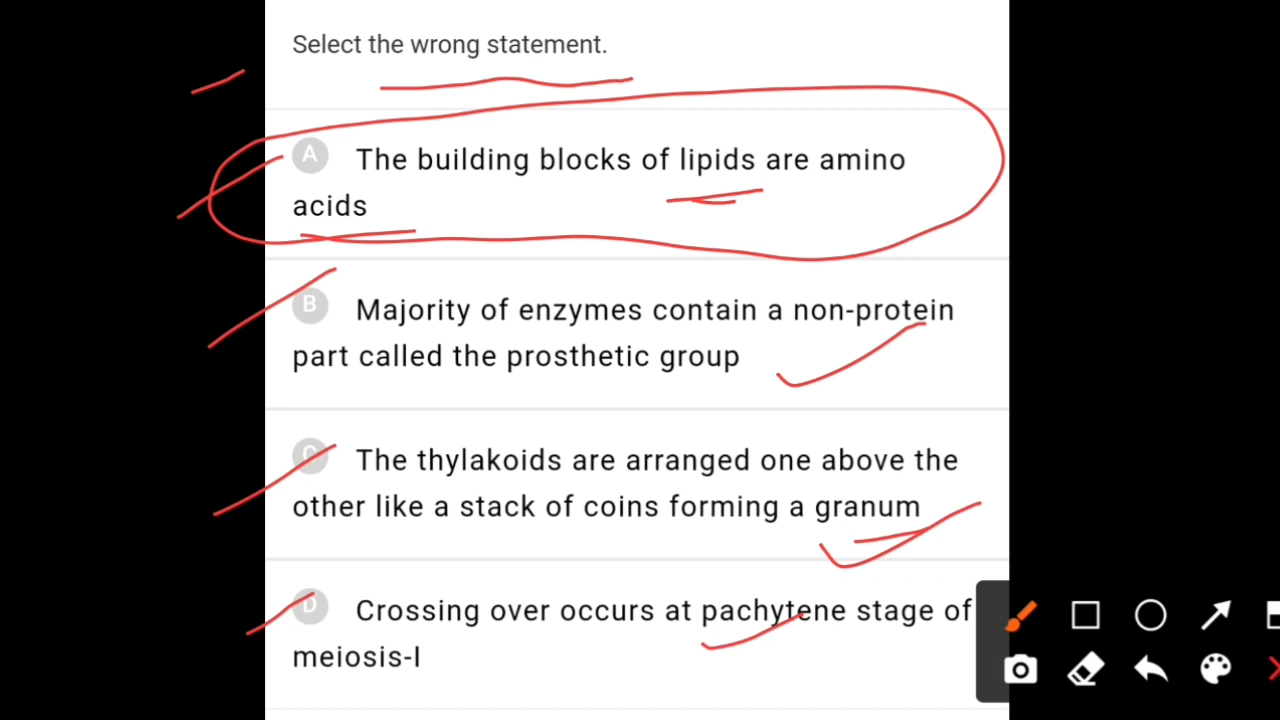 Select the wrong statement.
A The building blocks of lipids are amino
acids
B Majority of enzymes contain a non-protein
part called the prosthetic group
C The thylakoids are arranged one above the
other like a stack of coins forming a granum
D Crossing over occurs at pachytene stage of
meiosis-I